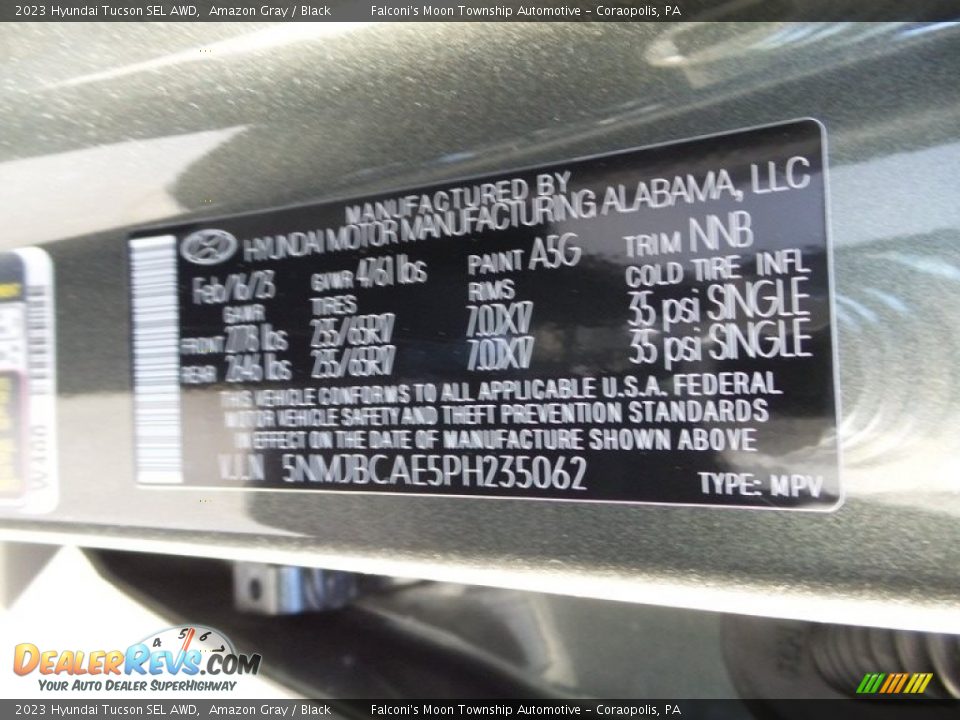 2023 Hyundai Tucson SEL AWD, Amazon Gray / Black Falconi's Moon Township Automotive - Coraopolis, PA
MANUFACTURED BY
HYUNDAI MOTOR MANUFACTURING ALABAMA, LLC
Feb/16/23 GVWR 4761 lbs PAINT A5G TRIM NNB
GAWR TIRES RIMS COLD TIRE INFL
FRONT 2778 lbs 235/65R17 7.0JX17 35 psi SINGLE
REAR 2646 lbs 235/65R17 7.0JX17 35 psi SINGLE
THIS VEHICLE CONFORMS TO ALL APPLICABLE U.S.A. FEDERAL
MOTOR VEHICLE SAFETY AND THEFT PREVENTION STANDARDS
IN EFFECT ON THE DATE OF MANUFACTURE SHOWN ABOVE
V.I.N 5NMJBCAE5PH235062 TYPE: MPV
4 5 6
DEALERREVS.COM
YOUR AUTO DEALER SUPERHIGHWAY
2023 Hyundai Tucson SEL AWD, Amazon Gray / Black Falconi's Moon Township Automotive - Coraopolis, PA